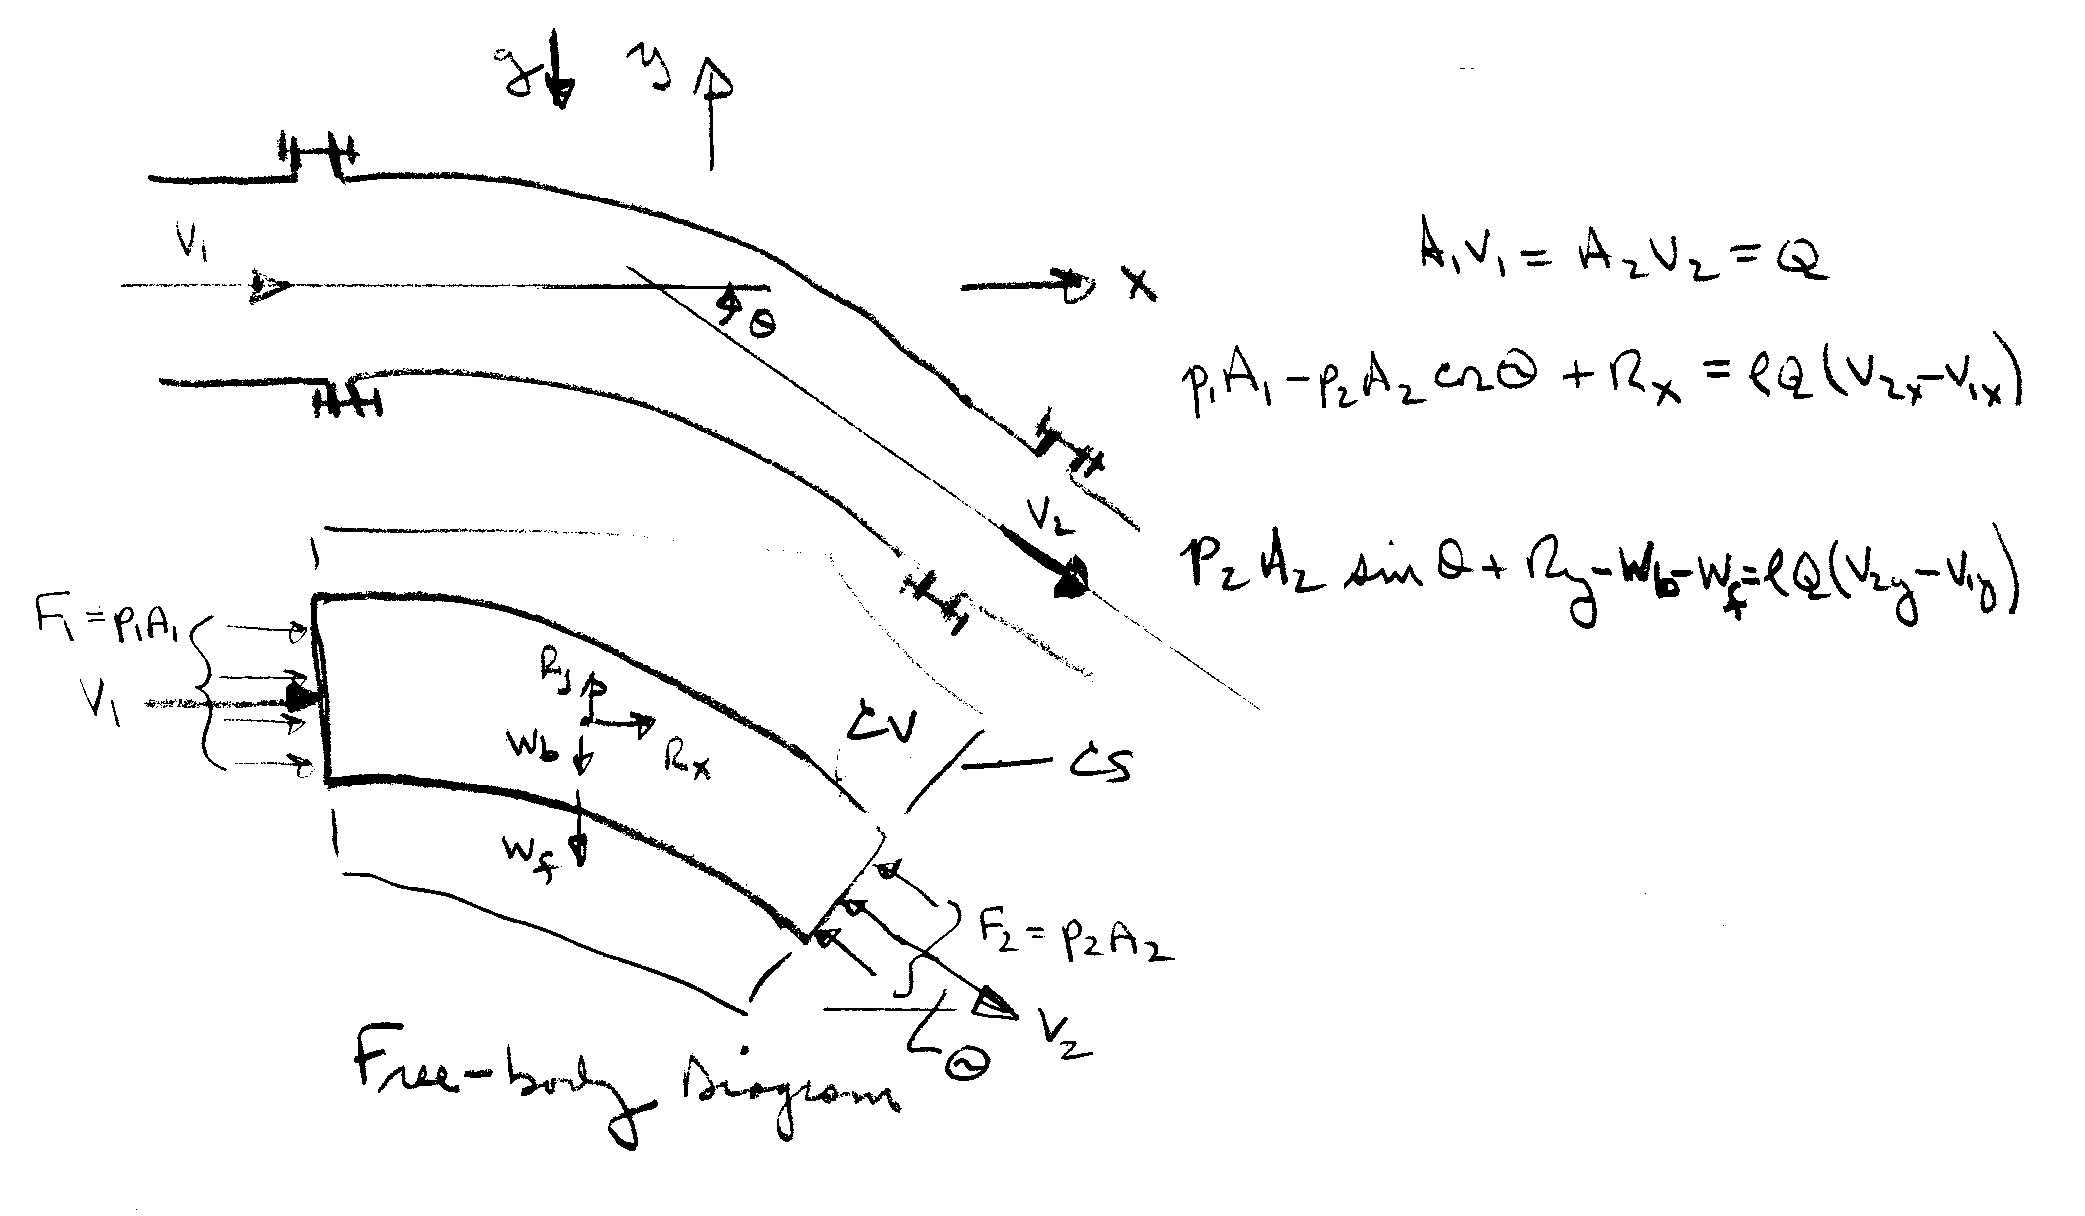 g y
V₁
θ
x
A₁V₁ = A₂V₂ = Q
p₁A₁ - p₂A₂ cos θ + Rₓ = ρQ(V₂ₓ - V₁ₓ)
V₂
P₂A₂ sin θ + Ry - Wb - Wf = ρQ(V₂y - V₁y)
F₁ = p₁A₁
V₁
Ry
Rₓ
Wb
Wf
CV
CS
F₂ = p₂A₂
V₂
θ
Free-body Diagram